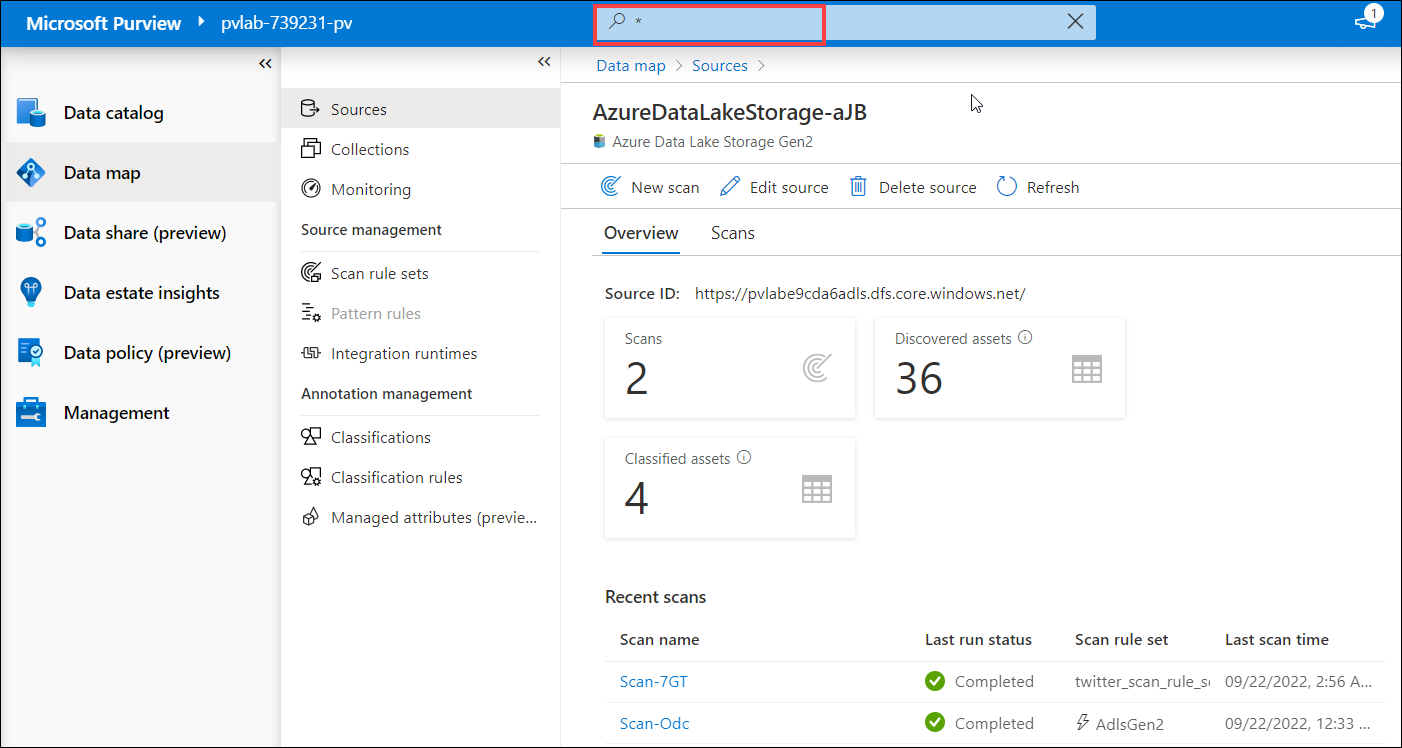 Microsoft Purview
pvlab-739231-pv
*
1
Data catalog
Data map
Data share (preview)
Data estate insights
Data policy (preview)
Management
Sources
Collections
Monitoring
Source management
Scan rule sets
Pattern rules
Integration runtimes
Annotation management
Classifications
Classification rules
Managed attributes (previe...
Data map > Sources >
AzureDataLakeStorage-aJB
Azure Data Lake Storage Gen2
New scan Edit source Delete source Refresh
Overview Scans
Source ID: https://pvlabe9cda6adls.dfs.core.windows.net/
Scans
2
Discovered assets
36
Classified assets
4
Recent scans
Scan name Last run status Scan rule set Last scan time
Scan-7GT Completed twitter_scan_rule_s 09/22/2022, 2:56 A...
Scan-Odc Completed AdlsGen2 09/22/2022, 12:33 ...